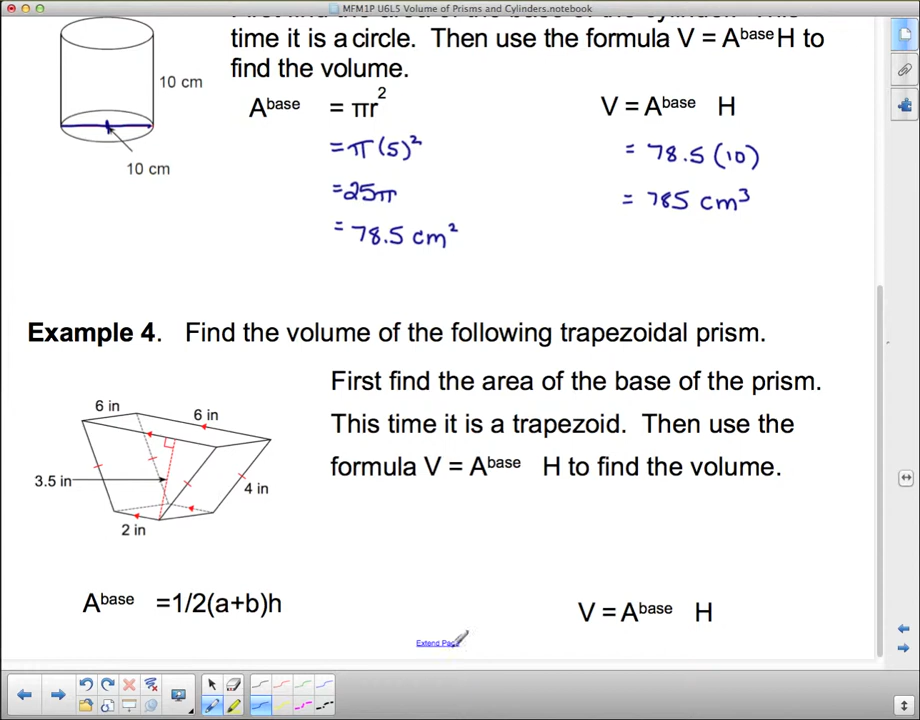 MFM1P U6L5 Volume of Prisms and Cylinders.notebook
time it is a circle. Then use the formula V = Abase H to
find the volume.
10 cm
10 cm
Abase = πr2
= π(5)2
= 25π
= 78.5 cm2
V = Abase H
= 78.5 (10)
= 785 cm3
Example 4. Find the volume of the following trapezoidal prism.
6 in
6 in
3.5 in
4 in
2 in
First find the area of the base of the prism.
This time it is a trapezoid. Then use the
formula V = Abase H to find the volume.
Abase =1/2(a+b)h
V = Abase H
Extend Page